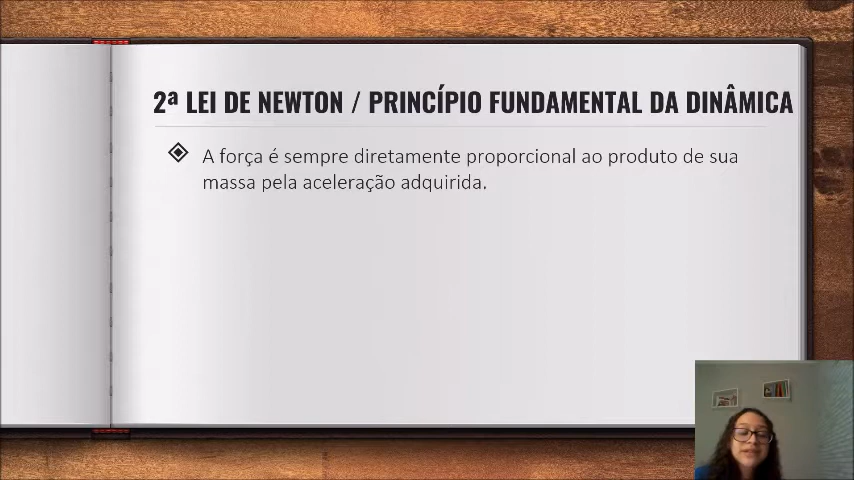 2ª LEI DE NEWTON / PRINCÍPIO FUNDAMENTAL DA DINÂMICA
A força é sempre diretamente proporcional ao produto de sua
massa pela aceleração adquirida.